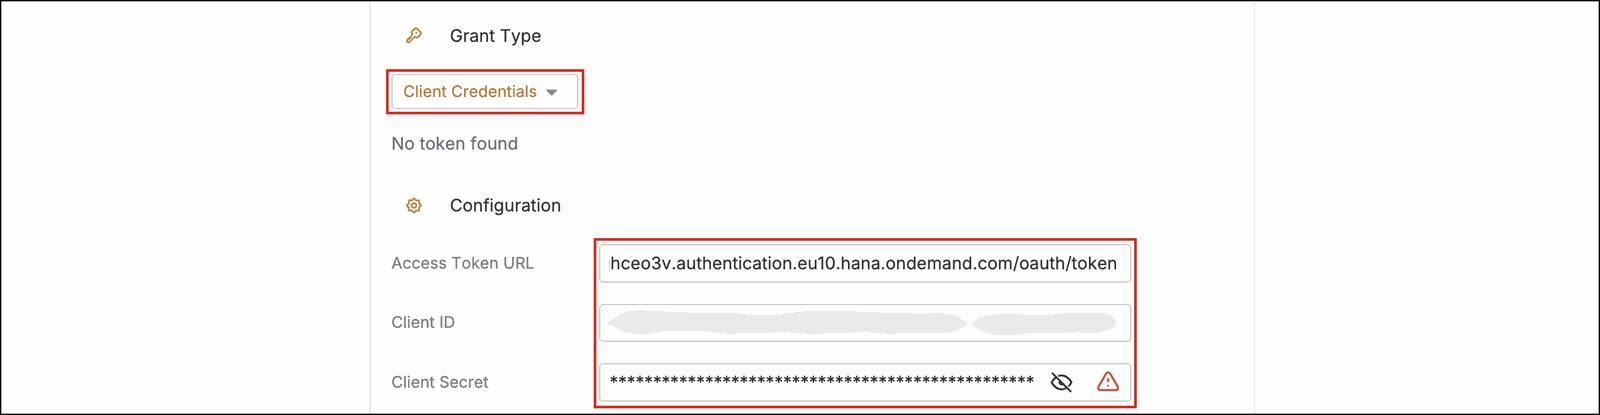 Grant Type
Client Credentials
No token found
Configuration
Access Token URL hceo3v.authentication.eu10.hana.ondemand.com/oauth/token
Client ID
Client Secret *************************************************